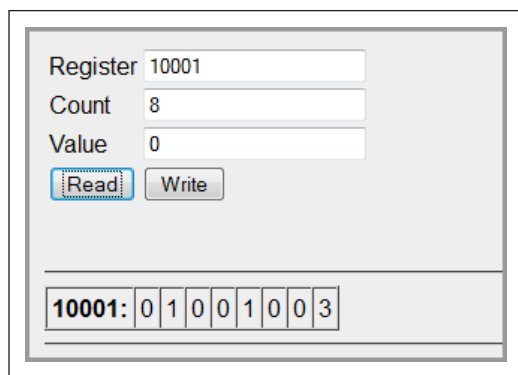 Register 10001
Count 8
Value 0
Read Write
10001: 0 1 0 0 1 0 0 3